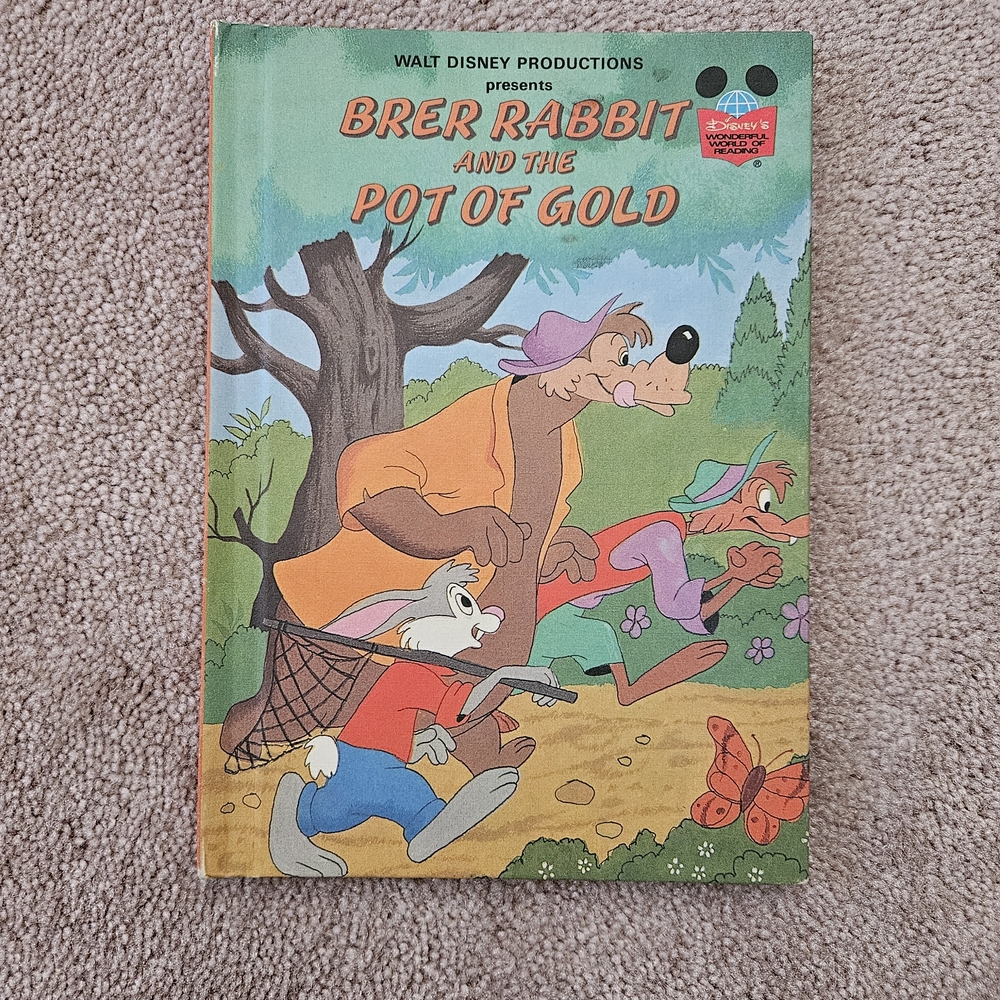 WALT DISNEY PRODUCTIONS
presents
BRER RABBIT
AND THE
POT OF GOLD
Disney's
WONDERFUL
WORLD OF
READING
®